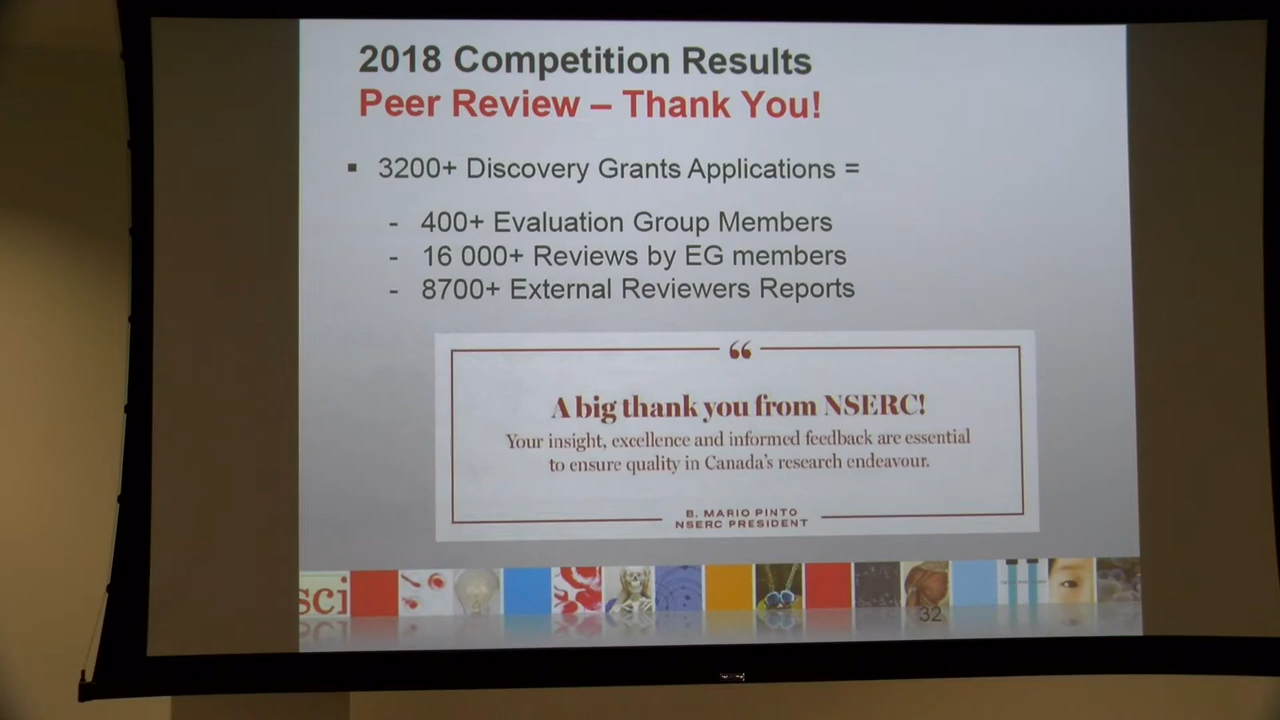 2018 Competition Results
Peer Review – Thank You!
▪ 3200+ Discovery Grants Applications =
- 400+ Evaluation Group Members
- 16 000+ Reviews by EG members
- 8700+ External Reviewers Reports
“
A big thank you from NSERC!
Your insight, excellence and informed feedback are essential
to ensure quality in Canada's research endeavour.
B. MARIO PINTO
NSERC PRESIDENT
sci
32